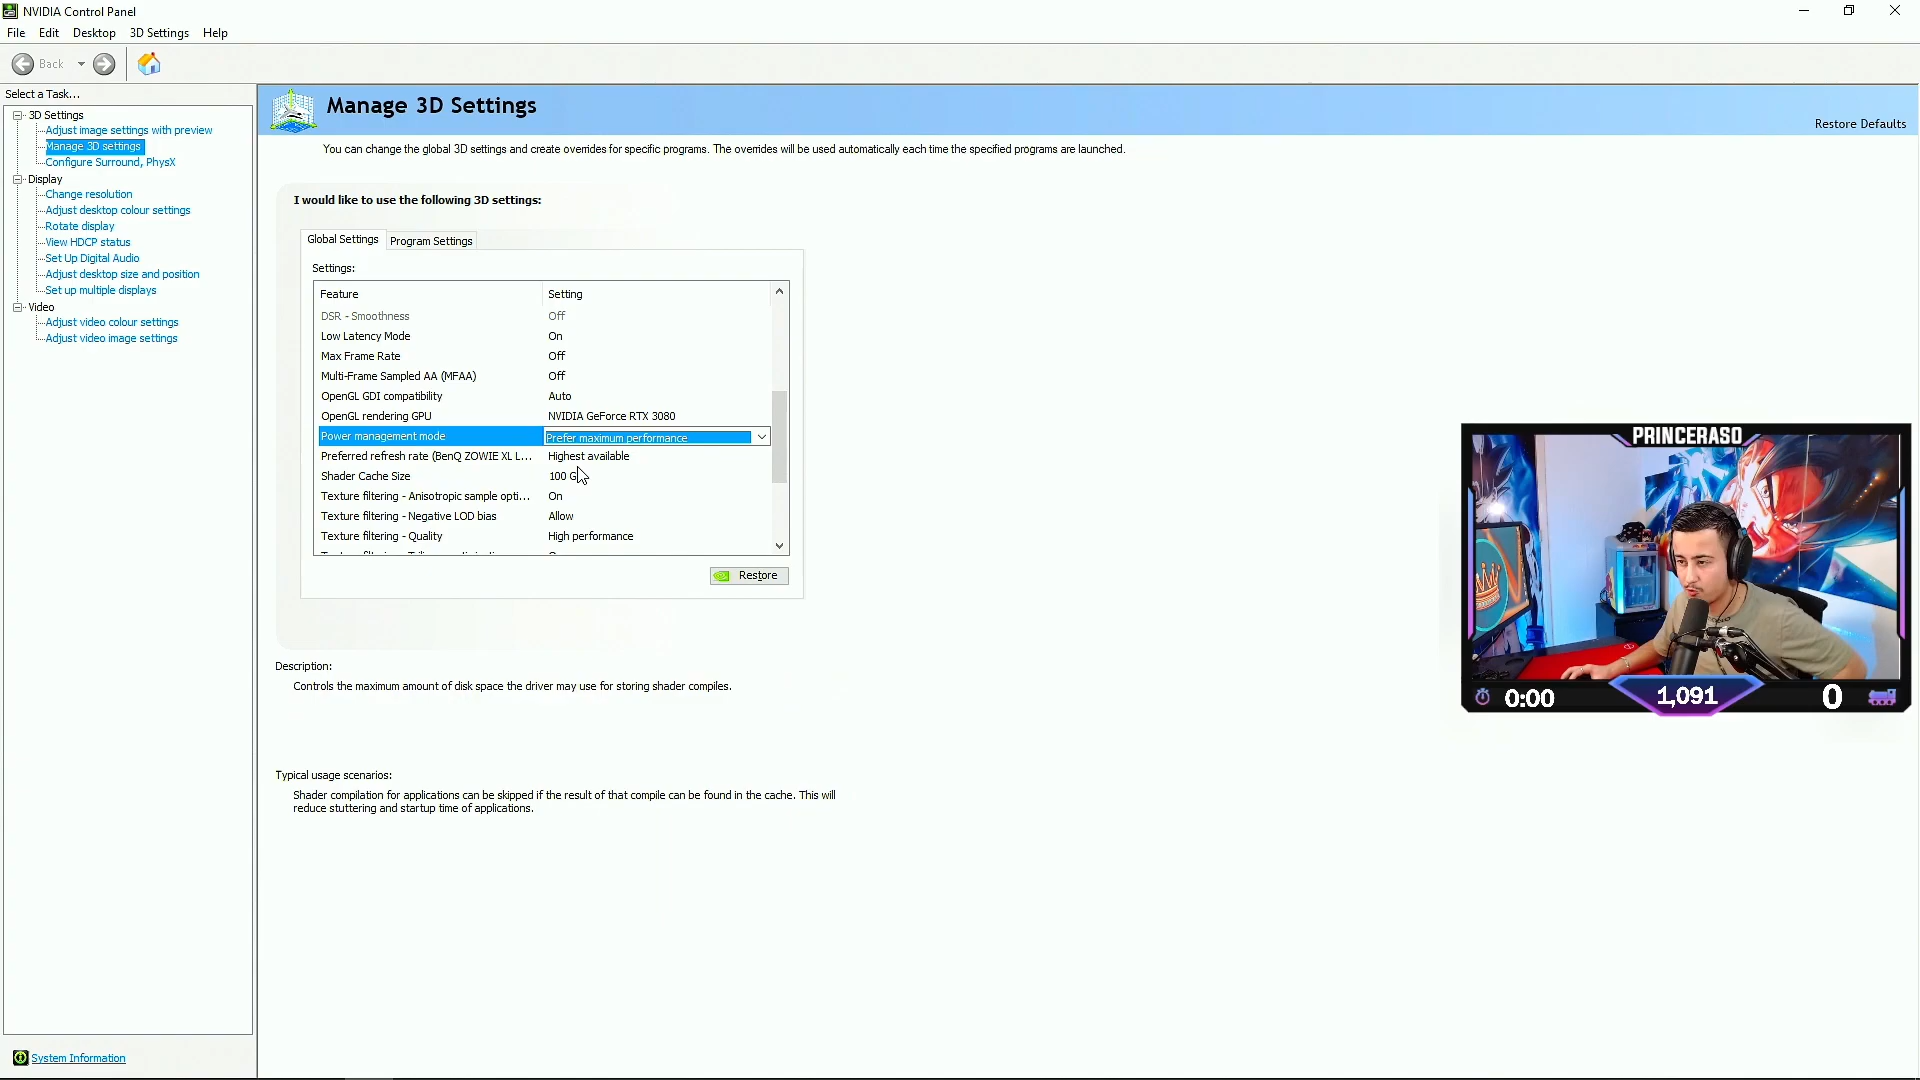 NVIDIA Control Panel
File Edit Desktop 3D Settings Help
Back
Select a Task...
3D Settings
Adjust image settings with preview
Manage 3D settings
Configure Surround, PhysX
Display
Change resolution
Adjust desktop colour settings
Rotate display
View HDCP status
Set Up Digital Audio
Adjust desktop size and position
Set up multiple displays
Video
Adjust video colour settings
Adjust video image settings
System Information
Manage 3D Settings
Restore Defaults
You can change the global 3D settings and create overrides for specific programs. The overrides will be used automatically each time the specified programs are launched.
I would like to use the following 3D settings:
Global Settings Program Settings
Settings:
Feature Setting
DSR - Smoothness Off
Low Latency Mode On
Max Frame Rate Off
Multi-Frame Sampled AA (MFAA) Off
OpenGL GDI compatibility Auto
OpenGL rendering GPU NVIDIA GeForce RTX 3080
Power management mode Prefer maximum performance
Preferred refresh rate (BenQ ZOWIE XL L... Highest available
Shader Cache Size 100
Texture filtering - Anisotropic sample opti... On
Texture filtering - Negative LOD bias Allow
Texture filtering - Quality High performance
Restore
Description:
Controls the maximum amount of disk space the driver may use for storing shader compiles.
Typical usage scenarios:
Shader compilation for applications can be skipped if the result of that compile can be found in the cache. This will
reduce stuttering and startup time of applications.
PRINCERASO
0:00 1,091 0